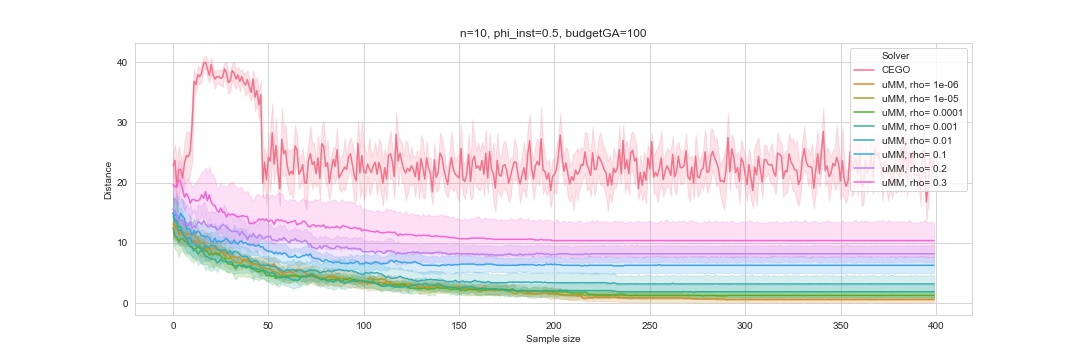 n=10, phi_inst=0.5, budgetGA=100
Distance
40
30
20
10
0
0
50
100
150
200
250
300
350
400
Sample size
Solver
CEGO
uMM, rho= 1e-06
uMM, rho= 1e-05
uMM, rho= 0.0001
uMM, rho= 0.001
uMM, rho= 0.01
uMM, rho= 0.1
uMM, rho= 0.2
uMM, rho= 0.3